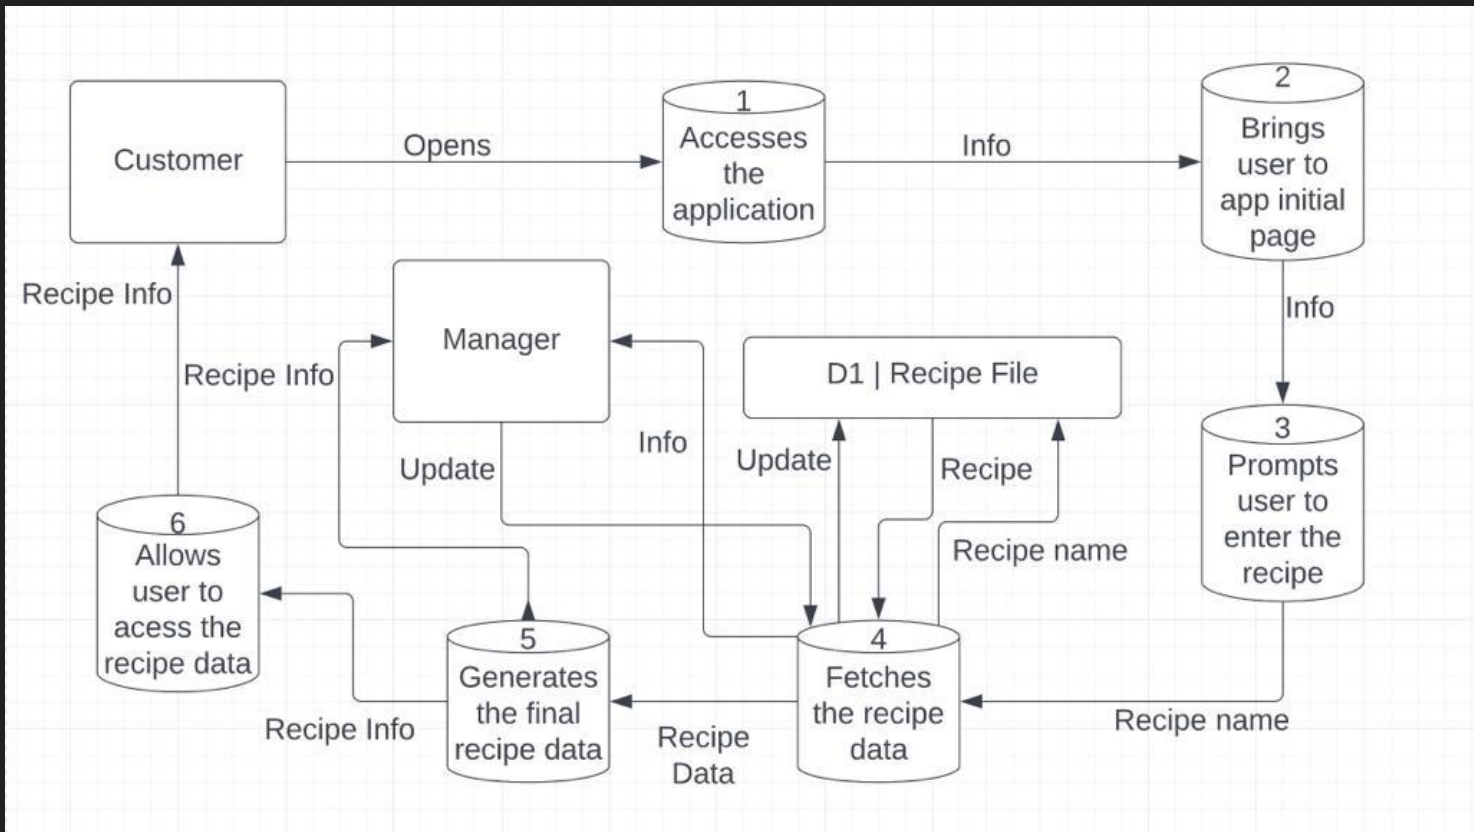 Customer
Opens
1
Accesses
the
application
Info
2
Brings
user to
app initial
page
Info
Recipe Info
Manager
Recipe Info
D1 | Recipe File
Update
Info
Update
Recipe
Recipe name
3
Prompts
user to
enter the
recipe
6
Allows
user to
acess the
recipe data
5
Generates
the final
recipe data
4
Fetches
the recipe
data
Recipe Info
Recipe
Data
Recipe name